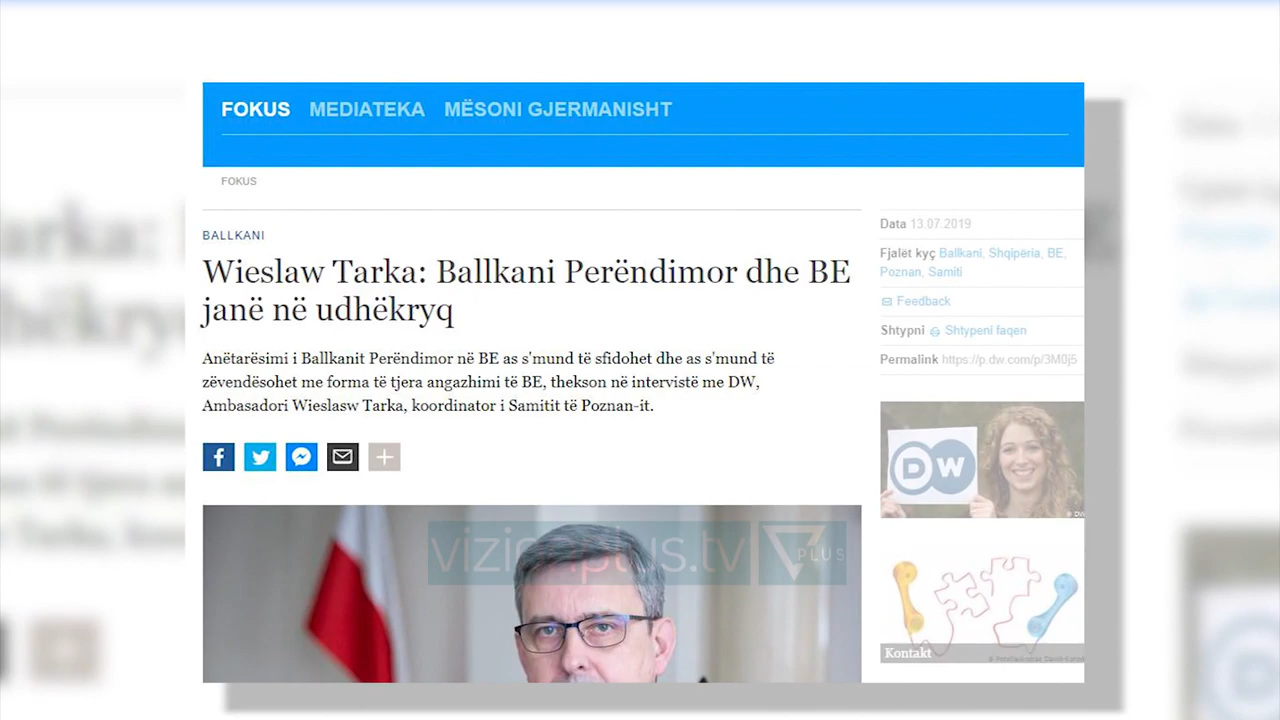 FOKUS MEDIATEKA MËSONI GJERMANISHT
FOKUS
BALLKANI
Wieslaw Tarka: Ballkani Perëndimor dhe BE
janë në udhëkryq
Anëtarësimi i Ballkanit Perëndimor në BE as s'mund të sfidohet dhe as s'mund të
zëvendësohet me forma të tjera angazhimi të BE, thekson në intervistë me DW,
Ambasadori Wieslasw Tarka, koordinator i Samitit të Poznan-it.
Data 13.07.2019
Fjalët kyç Ballkani, Shqipëria, BE,
Poznan, Samiti
Feedback
Shtypni Shtypeni faqen
Permalink https://p.dw.com/p/3M0j5
DW
© DW
Kontakt
vizionplus.tv
PLUS